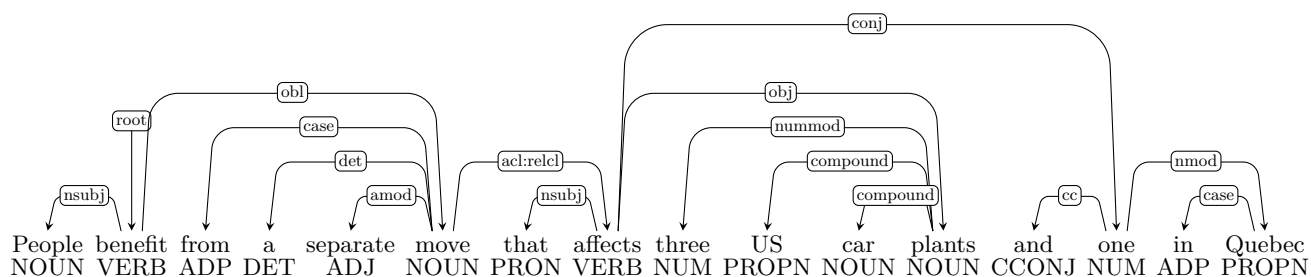 conj
obl obj
root
case nummod
det acl:relcl compound nmod
nsubj amod nsubj compound cc case
People benefit from a separate move that affects three US car plants and one in Quebec
NOUN VERB ADP DET ADJ NOUN PRON VERB NUM PROPN NOUN NOUN CCONJ NUM ADP PROPN